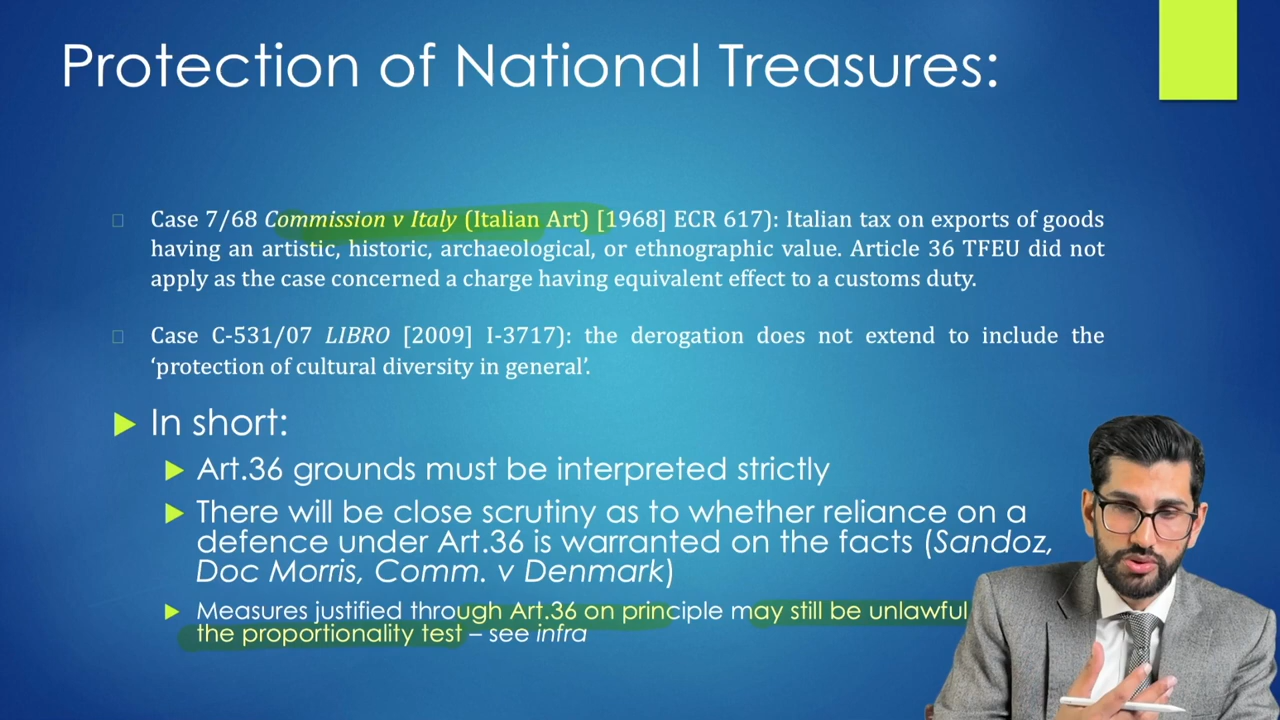 Protection of National Treasures:
Case 7/68 Commission v Italy (Italian Art) [1968] ECR 617): Italian tax on exports of goods
having an artistic, historic, archaeological, or ethnographic value. Article 36 TFEU did not
apply as the case concerned a charge having equivalent effect to a customs duty.
Case C-531/07 LIBRO [2009] I-3717): the derogation does not extend to include the
‘protection of cultural diversity in general’.
In short:
Art.36 grounds must be interpreted strictly
There will be close scrutiny as to whether reliance on a
defence under Art.36 is warranted on the facts (Sandoz,
Doc Morris, Comm. v Denmark)
Measures justified through Art.36 on principle may still be unlawful
the proportionality test – see infra